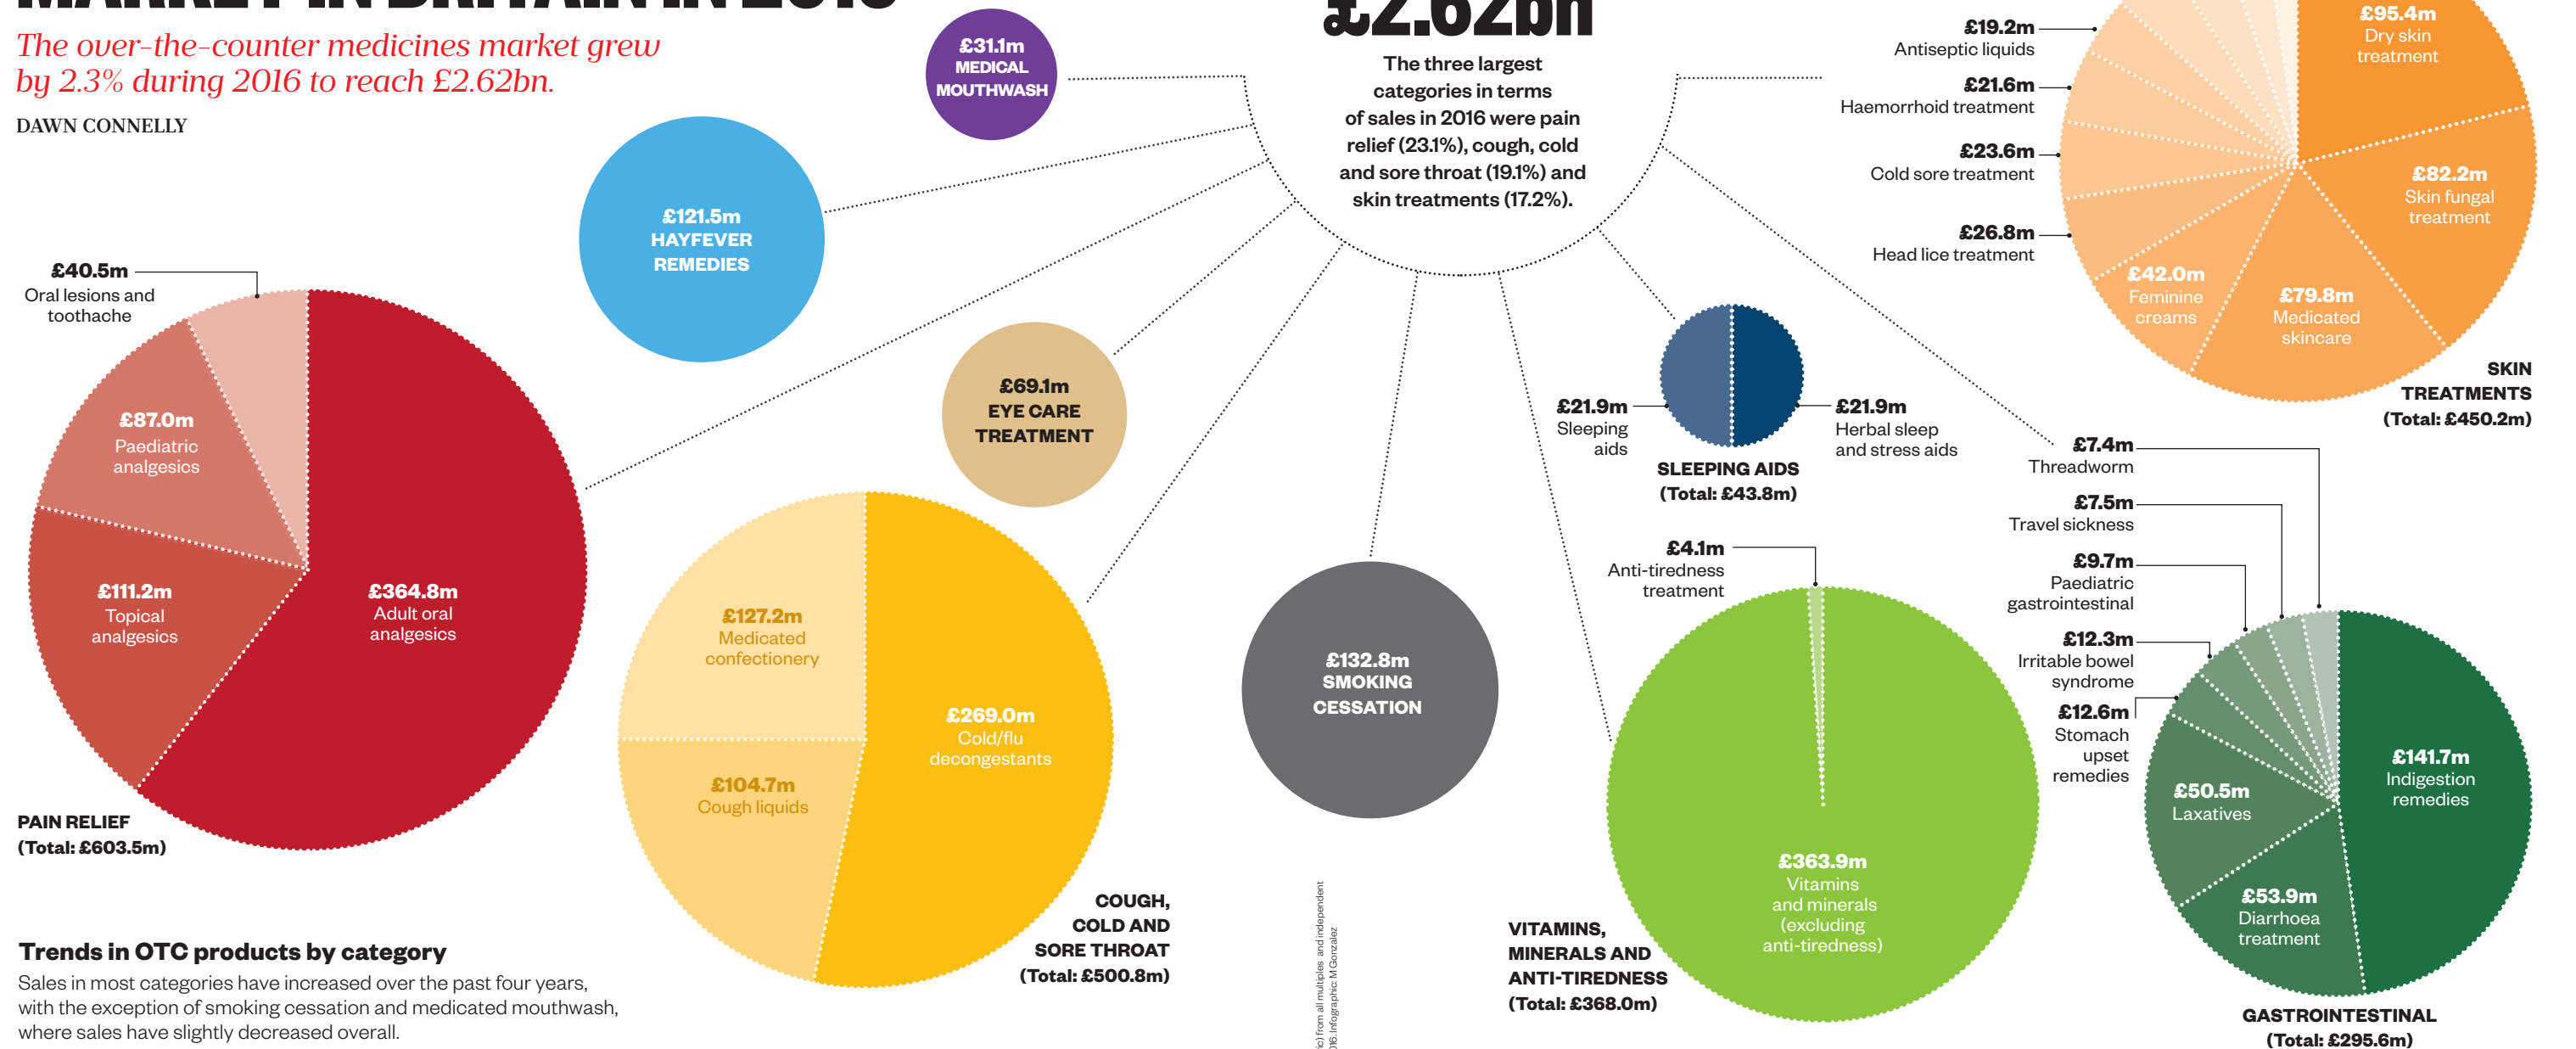 MARKET IN BRITAIN IN 2016
The over-the-counter medicines market grew
by 2.3% during 2016 to reach £2.62bn.
DAWN CONNELLY
£31.1m
MEDICAL
MOUTHWASH
£121.5m
HAYFEVER
REMEDIES
£2.62bn
The three largest
categories in terms
of sales in 2016 were pain
relief (23.1%), cough, cold
and sore throat (19.1%) and
skin treatments (17.2%).
£19.2m
Antiseptic liquids
£21.6m
Haemorrhoid treatment
£23.6m
Cold sore treatment
£26.8m
Head lice treatment
£95.4m
Dry skin
treatment
£82.2m
Skin fungal
treatment
£42.0m
Feminine
creams
£79.8m
Medicated
skincare
SKIN
TREATMENTS
(Total: £450.2m)
£40.5m
Oral lesions and
toothache
£87.0m
Paediatric
analgesics
£111.2m
Topical
analgesics
£364.8m
Adult oral
analgesics
PAIN RELIEF
(Total: £603.5m)
£69.1m
EYE CARE
TREATMENT
£127.2m
Medicated
confectionery
£104.7m
Cough liquids
£269.0m
Cold/flu
decongestants
COUGH,
COLD AND
SORE THROAT
(Total: £500.8m)
£132.8m
SMOKING
CESSATION
£21.9m
Sleeping
aids
£21.9m
Herbal sleep
and stress aids
SLEEPING AIDS
(Total: £43.8m)
£4.1m
Anti-tiredness
treatment
£363.9m
Vitamins
and minerals
(excluding
anti-tiredness)
VITAMINS,
MINERALS AND
ANTI-TIREDNESS
(Total: £368.0m)
£7.4m
Threadworm
£7.5m
Travel sickness
£9.7m
Paediatric
gastrointestinal
£12.3m
Irritable bowel
syndrome
£12.6m
Stomach
upset
remedies
£50.5m
Laxatives
£53.9m
Diarrhoea
treatment
£141.7m
Indigestion
remedies
GASTROINTESTINAL
(Total: £295.6m)
Trends in OTC products by category
Sales in most categories have increased over the past four years,
with the exception of smoking cessation and medicated mouthwash,
where sales have slightly decreased overall.
from all multiples and independent
016. Infographic: M Gonzalez